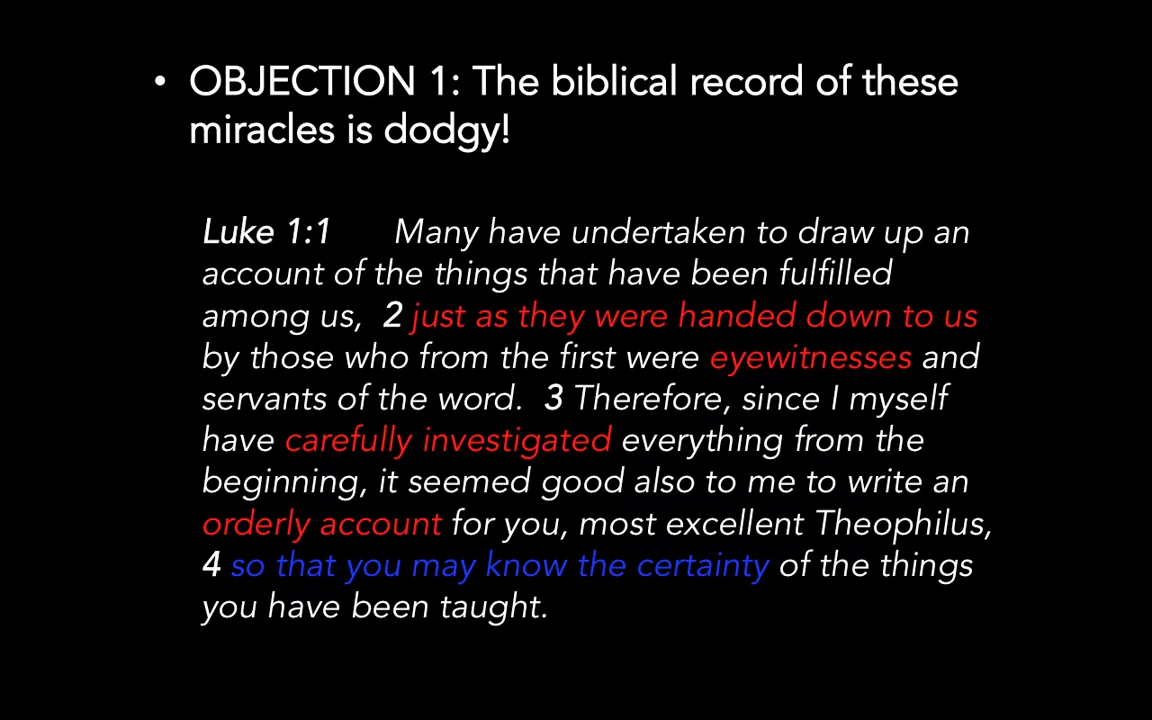 • OBJECTION 1: The biblical record of these
miracles is dodgy!
Luke 1:1 Many have undertaken to draw up an
account of the things that have been fulfilled
among us, 2 just as they were handed down to us
by those who from the first were eyewitnesses and
servants of the word. 3 Therefore, since I myself
have carefully investigated everything from the
beginning, it seemed good also to me to write an
orderly account for you, most excellent Theophilus,
4 so that you may know the certainty of the things
you have been taught.